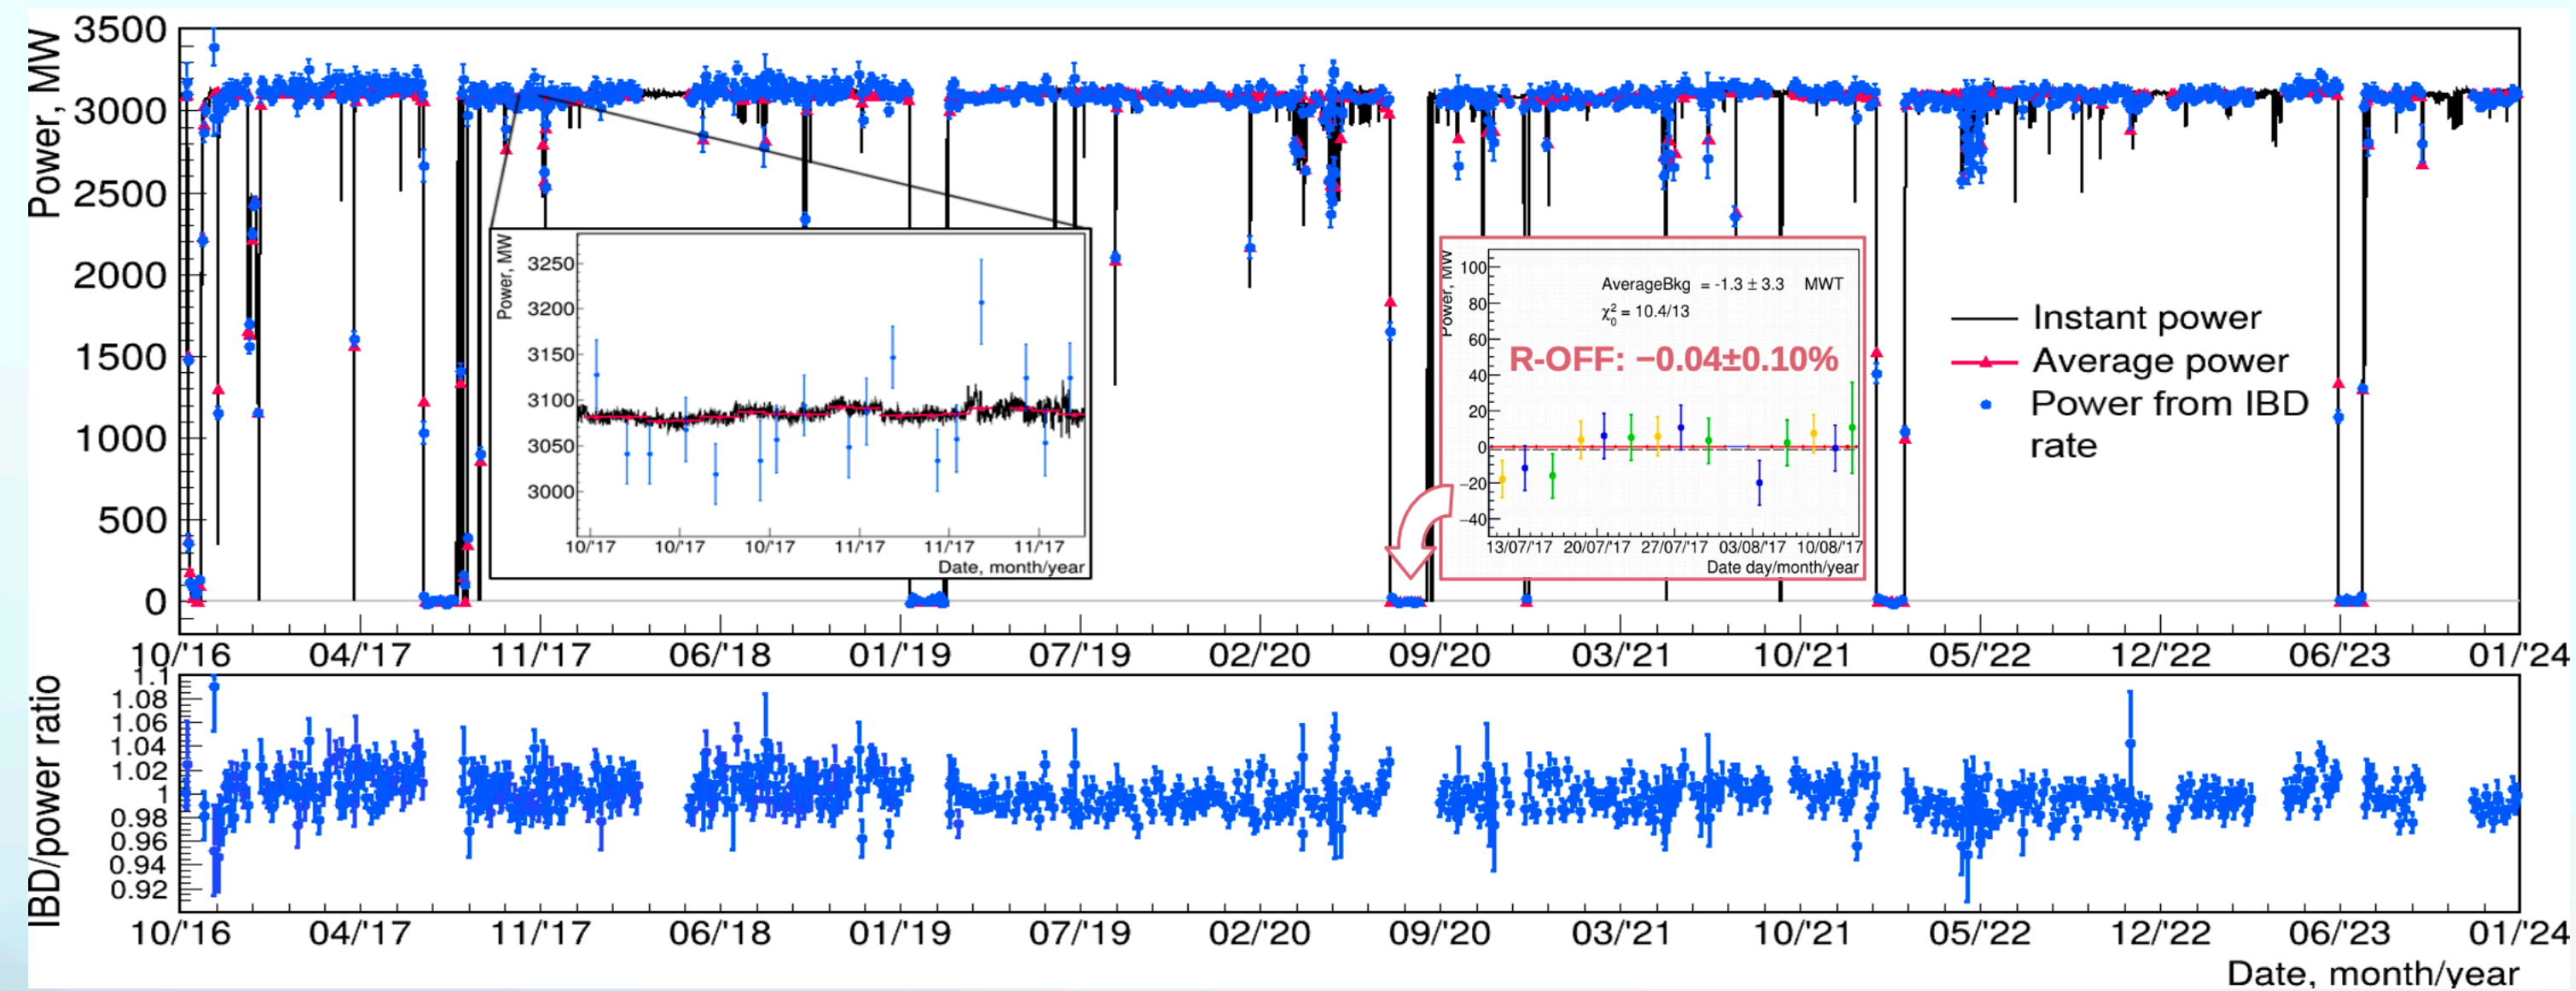 Power, MW
3500
3000
2500
2000
1500
1000
500
0
10/'16 04/'17 11/'17 06/'18 01/'19 07/'19 02/'20 09/'20 03/'21 10/'21 05/'22 12/'22 06/'23 01/'24
Power, MW
3250
3200
3150
3100
3050
3000
10/'17 10/'17 10/'17 11/'17 11/'17 11/'17
Date, month/year
Power, MW
100
80
60
40
20
0
−20
−40
AverageBkg = -1.3 ± 3.3 MWT
χ²₀ = 10.4/13
R-OFF: −0.04±0.10%
13/07/'17 20/07/'17 27/07/'17 03/08/'17 10/08/'17
Date day/month/year
Instant power
Average power
Power from IBD
rate
IBD/power ratio
1.1
1.08
1.06
1.04
1.02
1
0.98
0.96
0.94
0.92
10/'16 04/'17 11/'17 06/'18 01/'19 07/'19 02/'20 09/'20 03/'21 10/'21 05/'22 12/'22 06/'23 01/'24
Date, month/year